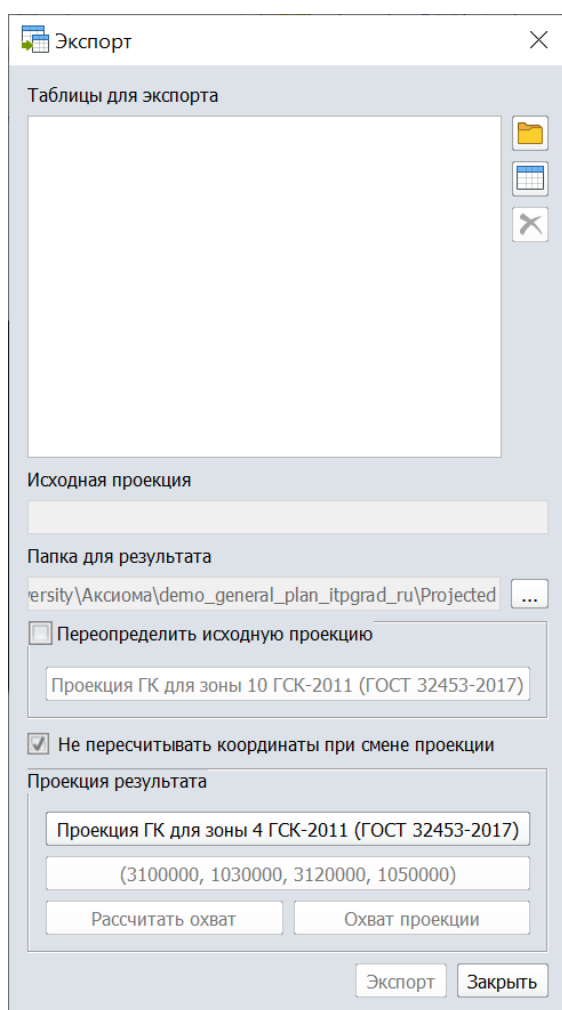 Экспорт
Таблицы для экспорта
Исходная проекция
Папка для результата
ersity\Аксиома\demo_general_plan_itpgrad_ru\Projected
...
Переопределить исходную проекцию
Проекция ГК для зоны 10 ГСК-2011 (ГОСТ 32453-2017)
Не пересчитывать координаты при смене проекции
Проекция результата
Проекция ГК для зоны 4 ГСК-2011 (ГОСТ 32453-2017)
(3100000, 1030000, 3120000, 1050000)
Рассчитать охват Охват проекции
Экспорт Закрыть